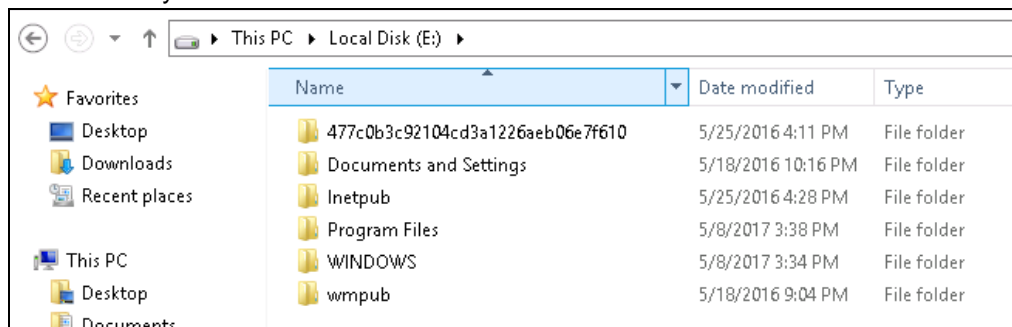 This PC Local Disk (E:)
Name Date modified Type
Favorites
Desktop
Downloads
Recent places
This PC
Desktop
Documents
477c0b3c92104cd3a1226aeb06e7f610 5/25/2016 4:11 PM File folder
Documents and Settings 5/18/2016 10:16 PM File folder
Inetpub 5/25/2016 4:28 PM File folder
Program Files 5/8/2017 3:38 PM File folder
WINDOWS 5/8/2017 3:34 PM File folder
wmpub 5/18/2016 9:04 PM File folder